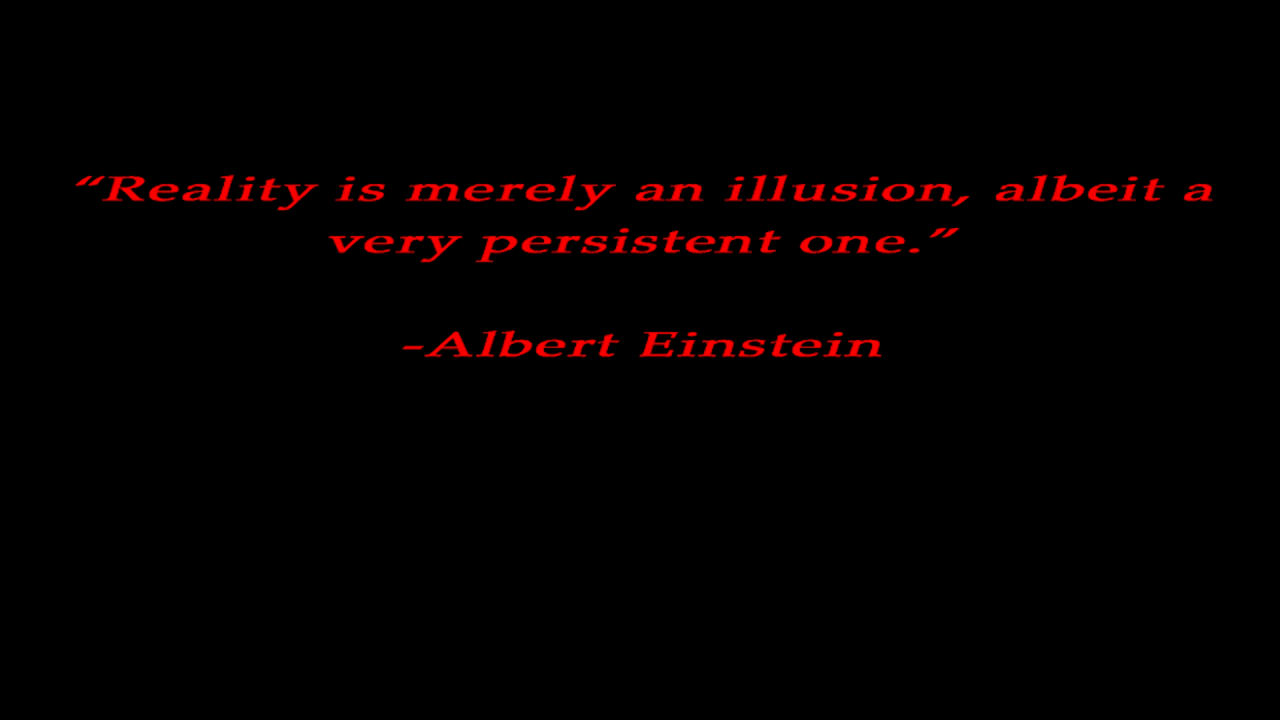 “Reality is merely an illusion, albeit a
very persistent one.”
-Albert Einstein